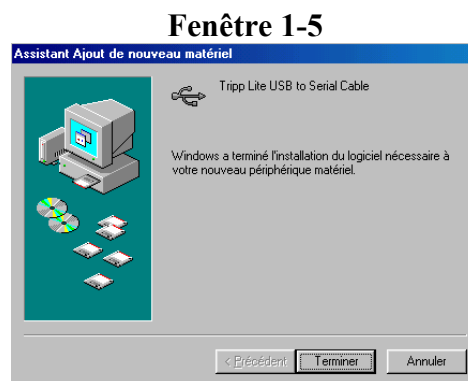 Fenêtre 1-5
Assistant Ajout de nouveau matériel
Tripp Lite USB to Serial Cable
Windows a terminé l'installation du logiciel nécessaire à
votre nouveau périphérique matériel.
< Précédent Terminer Annuler